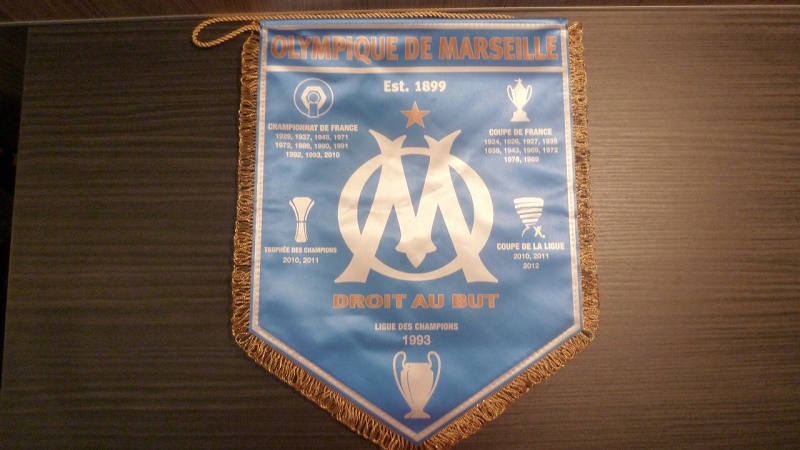 OLYMPIQUE DE MARSEILLE
Est. 1899
CHAMPIONNAT DE FRANCE
1929, 1937, 1948, 1971
1972, 1989, 1990, 1991
1992, 1993, 2010
COUPE DE FRANCE
1924, 1926, 1927, 1935
1938, 1943, 1969, 1972
1976, 1989
TROPHÉE DES CHAMPIONS
2010, 2011
COUPE DE LA LIGUE
2010, 2011
2012
DROIT AU BUT
LIGUE DES CHAMPIONS
1993